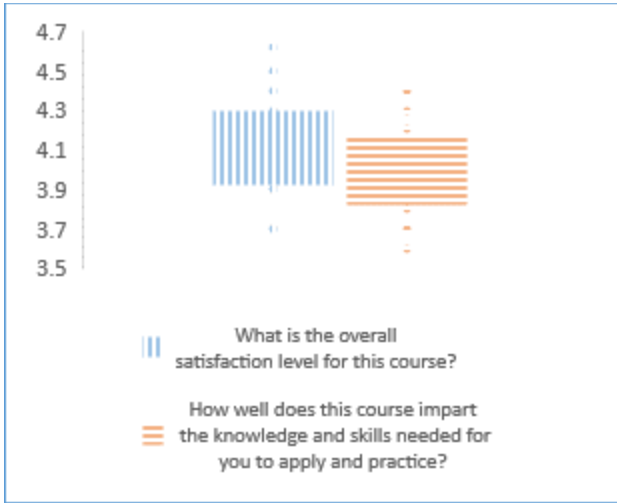 4.7
4.5
4.3
4.1
3.9
3.7
3.5
What is the overall
satisfaction level for this course?
How well does this course impart
the knowledge and skills needed for
you to apply and practice?